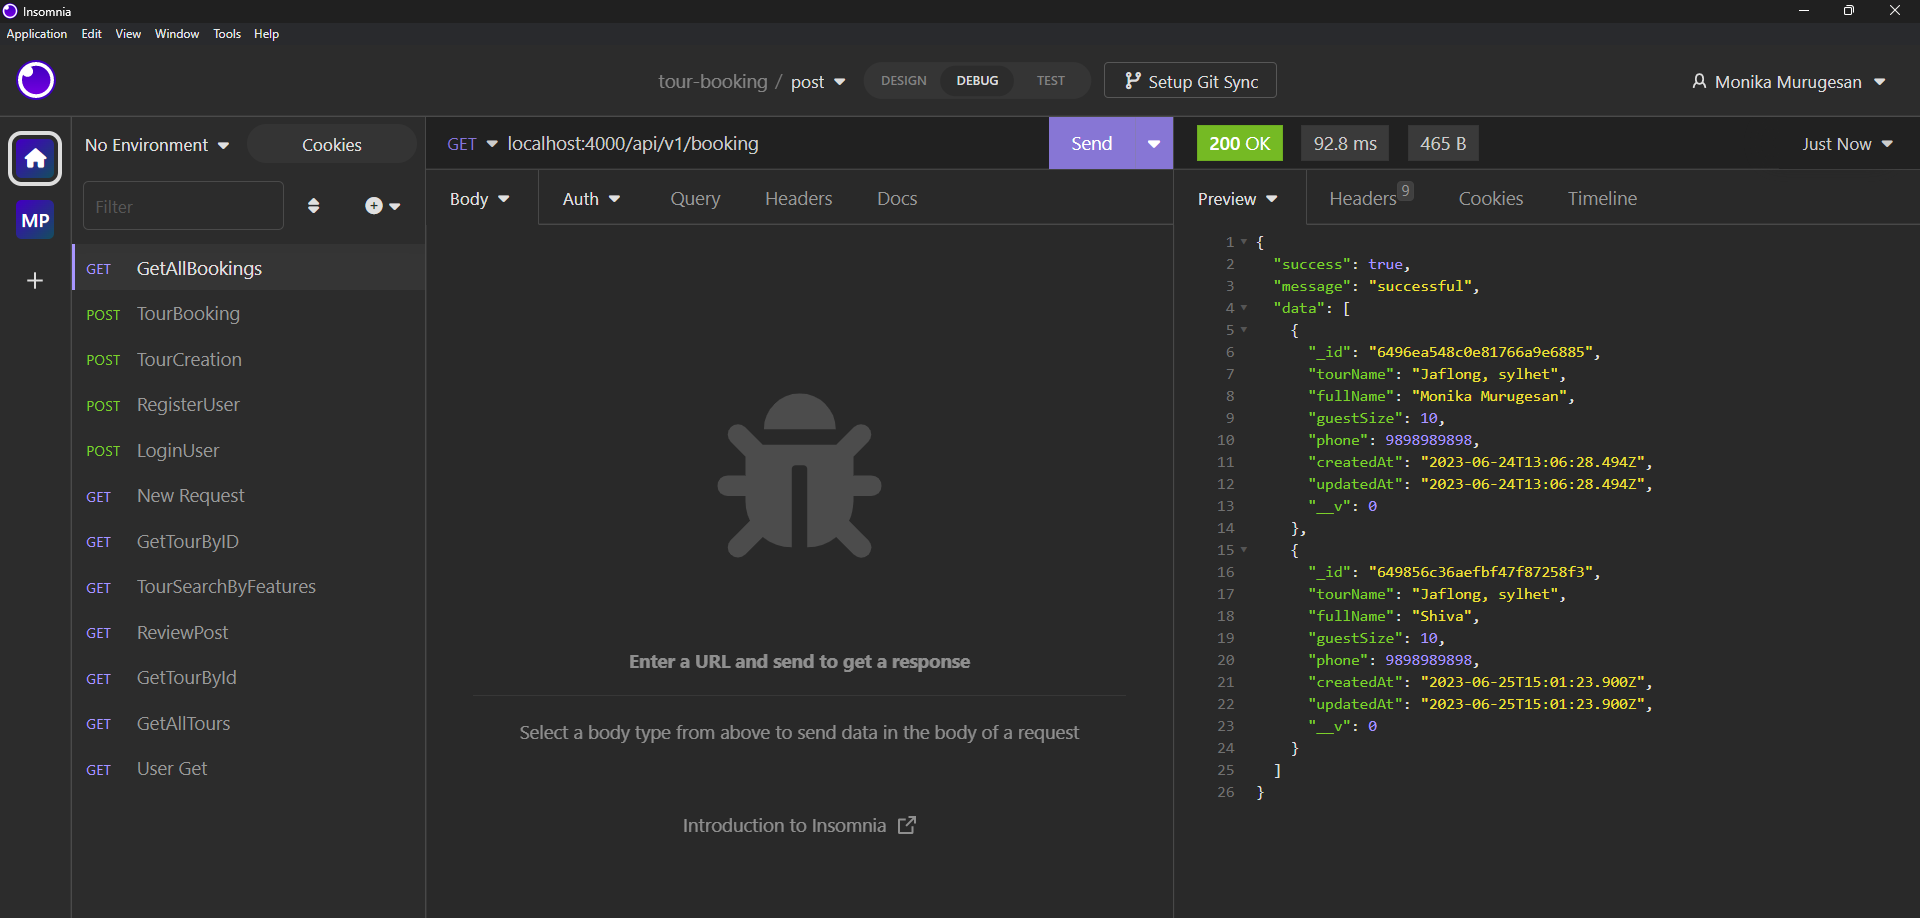 Insomnia
Application Edit View Window Tools Help
tour-booking / post DESIGN DEBUG TEST Setup Git Sync Monika Murugesan
No Environment Cookies
GET localhost:4000/api/v1/booking Send 200 OK 92.8 ms 465 B Just Now
Filter
MP
Body Auth Query Headers Docs
Preview Headers 9 Cookies Timeline
GET GetAllBookings
POST TourBooking
POST TourCreation
POST RegisterUser
POST LoginUser
GET New Request
GET GetTourByID
GET TourSearchByFeatures
GET ReviewPost
GET GetTourById
GET GetAllTours
GET User Get
Enter a URL and send to get a response
Select a body type from above to send data in the body of a request
Introduction to Insomnia
1 {
2 "success": true,
3 "message": "successful",
4 "data": [
5 {
6 "_id": "6496ea548c0e81766a9e6885",
7 "tourName": "Jaflong, sylhet",
8 "fullName": "Monika Murugesan",
9 "guestSize": 10,
10 "phone": 9898989898,
11 "createdAt": "2023-06-24T13:06:28.494Z",
12 "updatedAt": "2023-06-24T13:06:28.494Z",
13 "__v": 0
14 },
15 {
16 "_id": "649856c36aefbf47f87258f3",
17 "tourName": "Jaflong, sylhet",
18 "fullName": "Shiva",
19 "guestSize": 10,
20 "phone": 9898989898,
21 "createdAt": "2023-06-25T15:01:23.900Z",
22 "updatedAt": "2023-06-25T15:01:23.900Z",
23 "__v": 0
24 }
25 ]
26 }